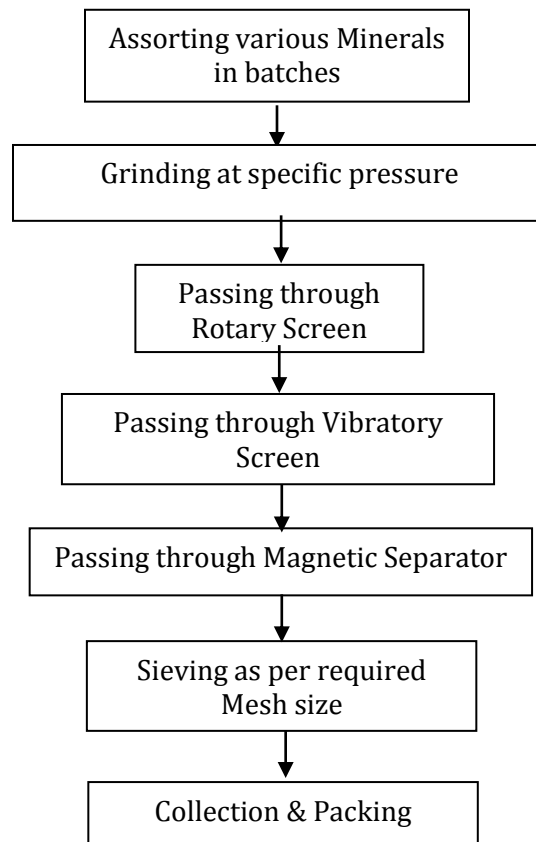 Assorting various Minerals
in batches
Grinding at specific pressure
Passing through
Rotary Screen
Passing through Vibratory
Screen
Passing through Magnetic Separator
Sieving as per required
Mesh size
Collection & Packing